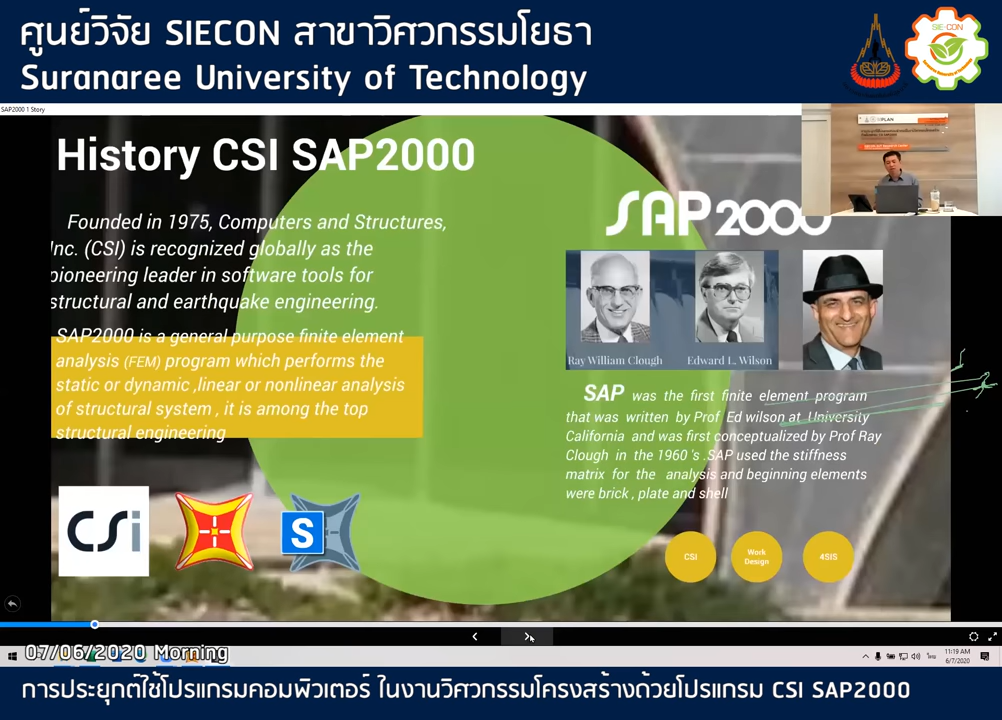 ศูนย์วิจัย SIECON สาขาวิศวกรรมโยธา
Suranaree University of Technology
SIE-CON
SAP2000 1 Story
History CSI SAP2000
Founded in 1975, Computers and Structures,
Inc. (CSI) is recognized globally as the
pioneering leader in software tools for
structural and earthquake engineering.
SAP2000 is a general purpose finite element
analysis (FEM) program which performs the
static or dynamic ,linear or nonlinear analysis
of structural system , it is among the top
structural engineering
CSi
S
SAP2000
Ray William Clough
Edward L. Wilson
SAP was the first finite element program
that was written by Prof Ed wilson at University
California and was first conceptualized by Prof Ray
Clough in the 1960 's .SAP used the stiffness
matrix for the analysis and beginning elements
were brick , plate and shell
CSI
Work
Design
4SIS
11:19 AM
6/7/2020
07/06/2020 Morning
การประยุกต์ใช้โปรแกรมคอมพิวเตอร์ ในงานวิศวกรรมโครงสร้างด้วยโปรแกรม CSI SAP2000